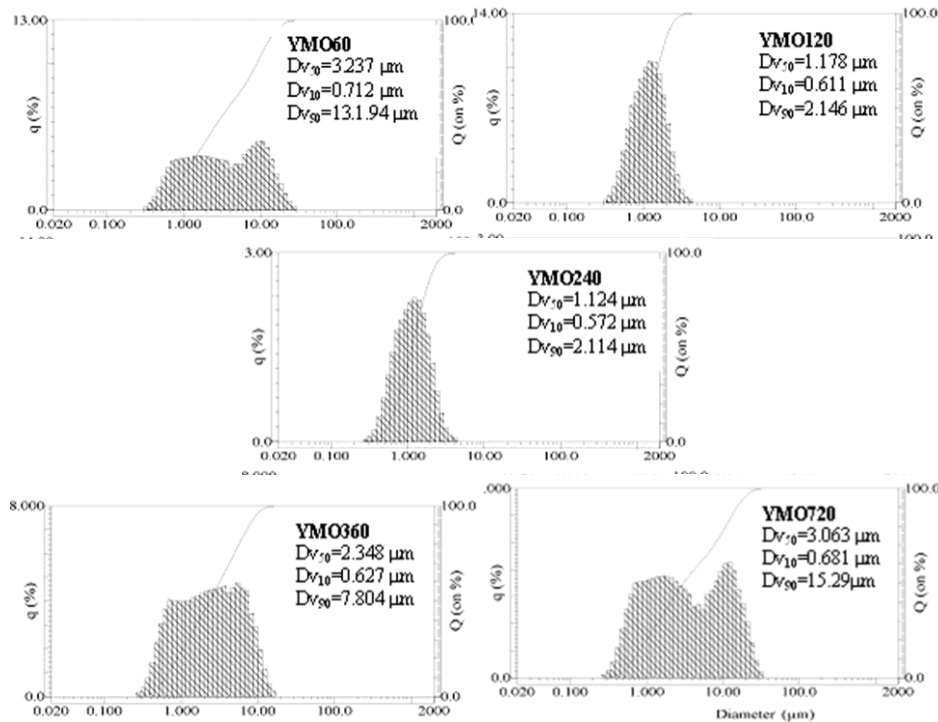 13.00
100.0
YMO60
Dv50=3.237 µm
Dv10=0.712 µm
Dv90=13.1.94 µm
q (%)
Q (on %)
0.0
0.0
0.020 0.100 1.000 10.00 100.0 2000
14.00
100.0
YMO120
Dv50=1.178 µm
Dv10=0.611 µm
Dv90=2.146 µm
q (%)
Q (on %)
0.0
0.0
0.020 0.100 1.000 10.00 100.0 2000
100.0
3.00
100.0
YMO240
Dv50=1.124 µm
Dv10=0.572 µm
Dv90=2.114 µm
q (%)
Q (on %)
0.0
0.0
0.020 0.100 1.000 10.00 100.0 2000
8.000
100.0
YMO360
Dv50=2.348 µm
Dv10=0.627 µm
Dv90=7.804 µm
q (%)
Q (on %)
0.0
0.0
0.020 0.100 1.000 10.00 100.0 2000
.000
100.0
YMO720
Dv50=3.063 µm
Dv10=0.681 µm
Dv90=15.29µm
q (%)
Q (on %)
0.0
0.0
0.020 0.100 1.000 10.00 100.0 2000
Diameter (µm)